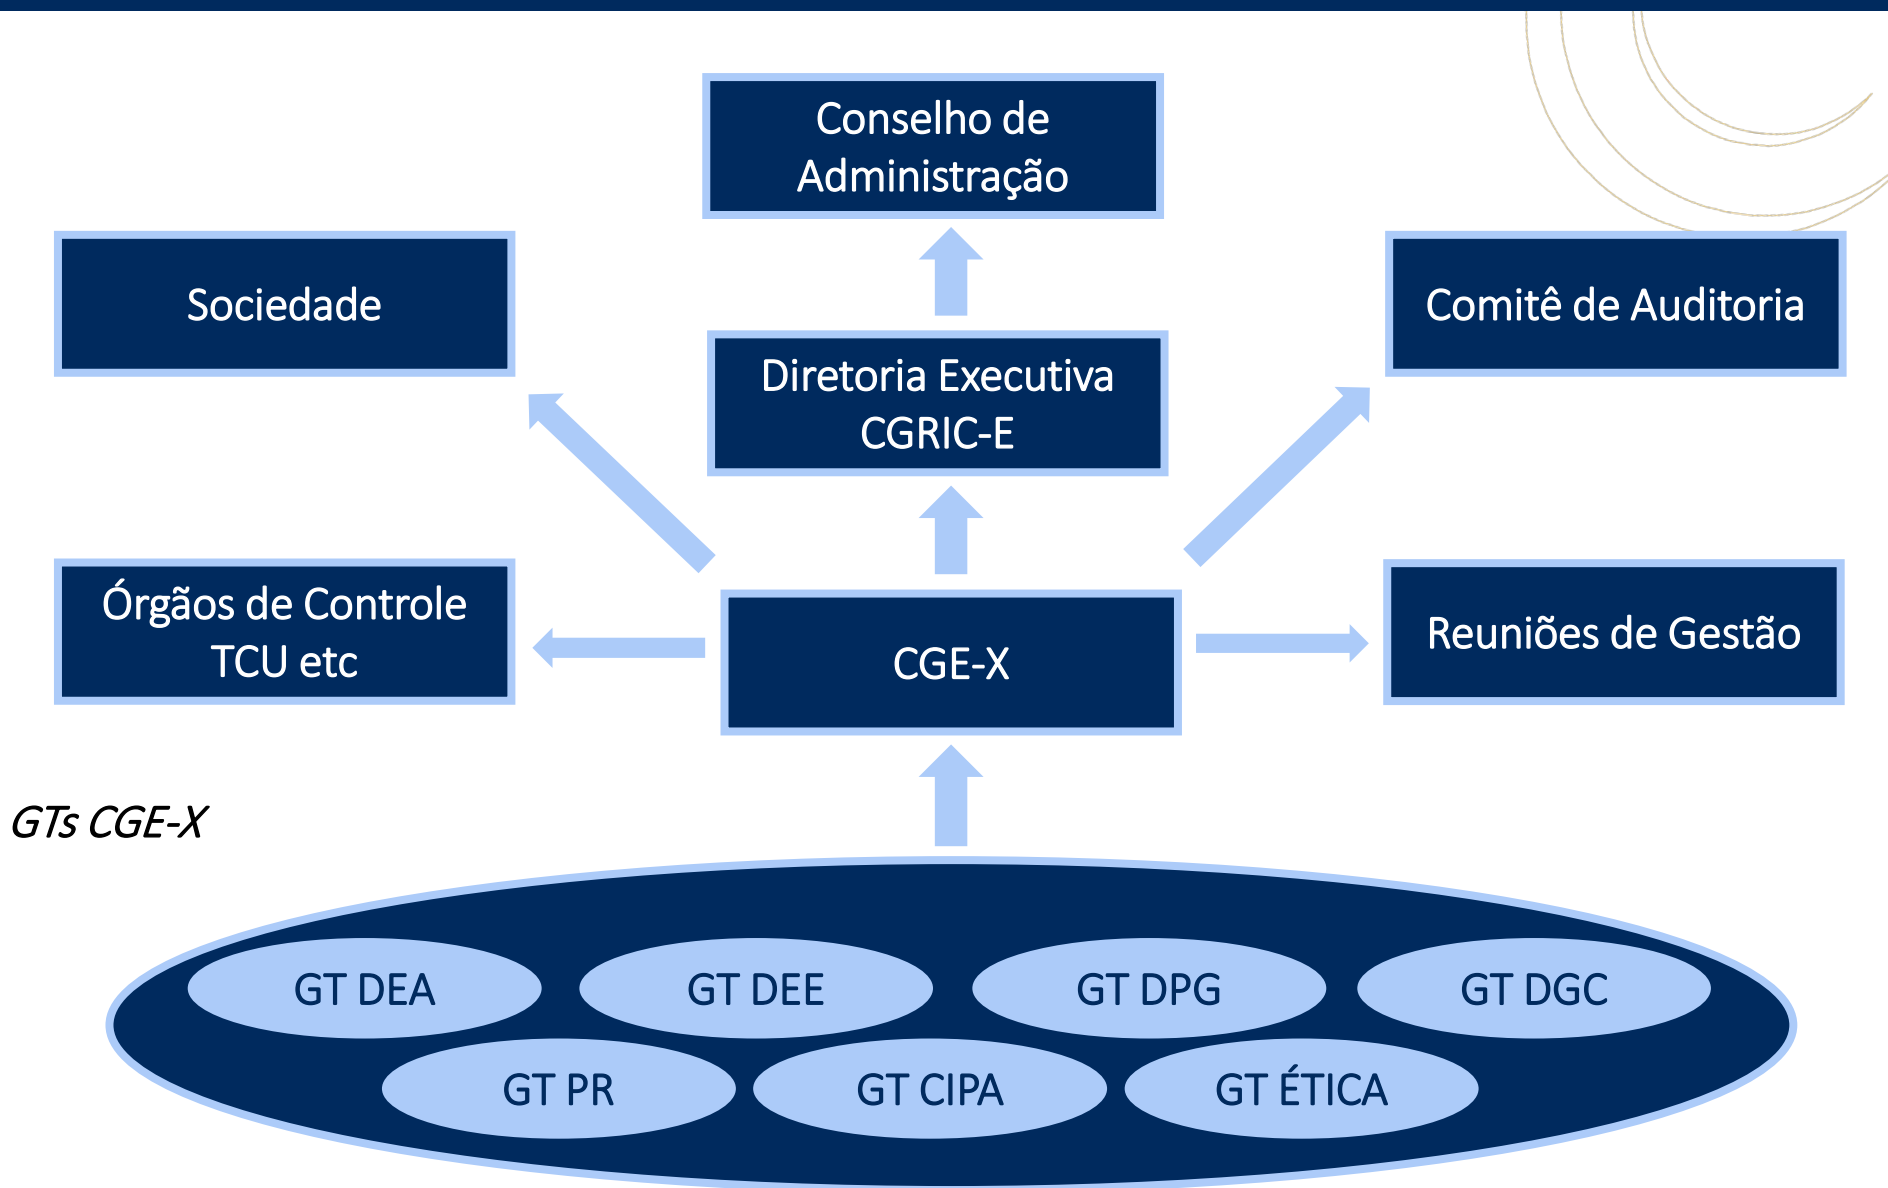 Conselho de
Administração
Sociedade
Comitê de Auditoria
Diretoria Executiva
CGRIC-E
Órgãos de Controle
TCU etc
CGE-X
Reuniões de Gestão
GTs CGE-X
GT DEA
GT DEE
GT DPG
GT DGC
GT PR
GT CIPA
GT ÉTICA